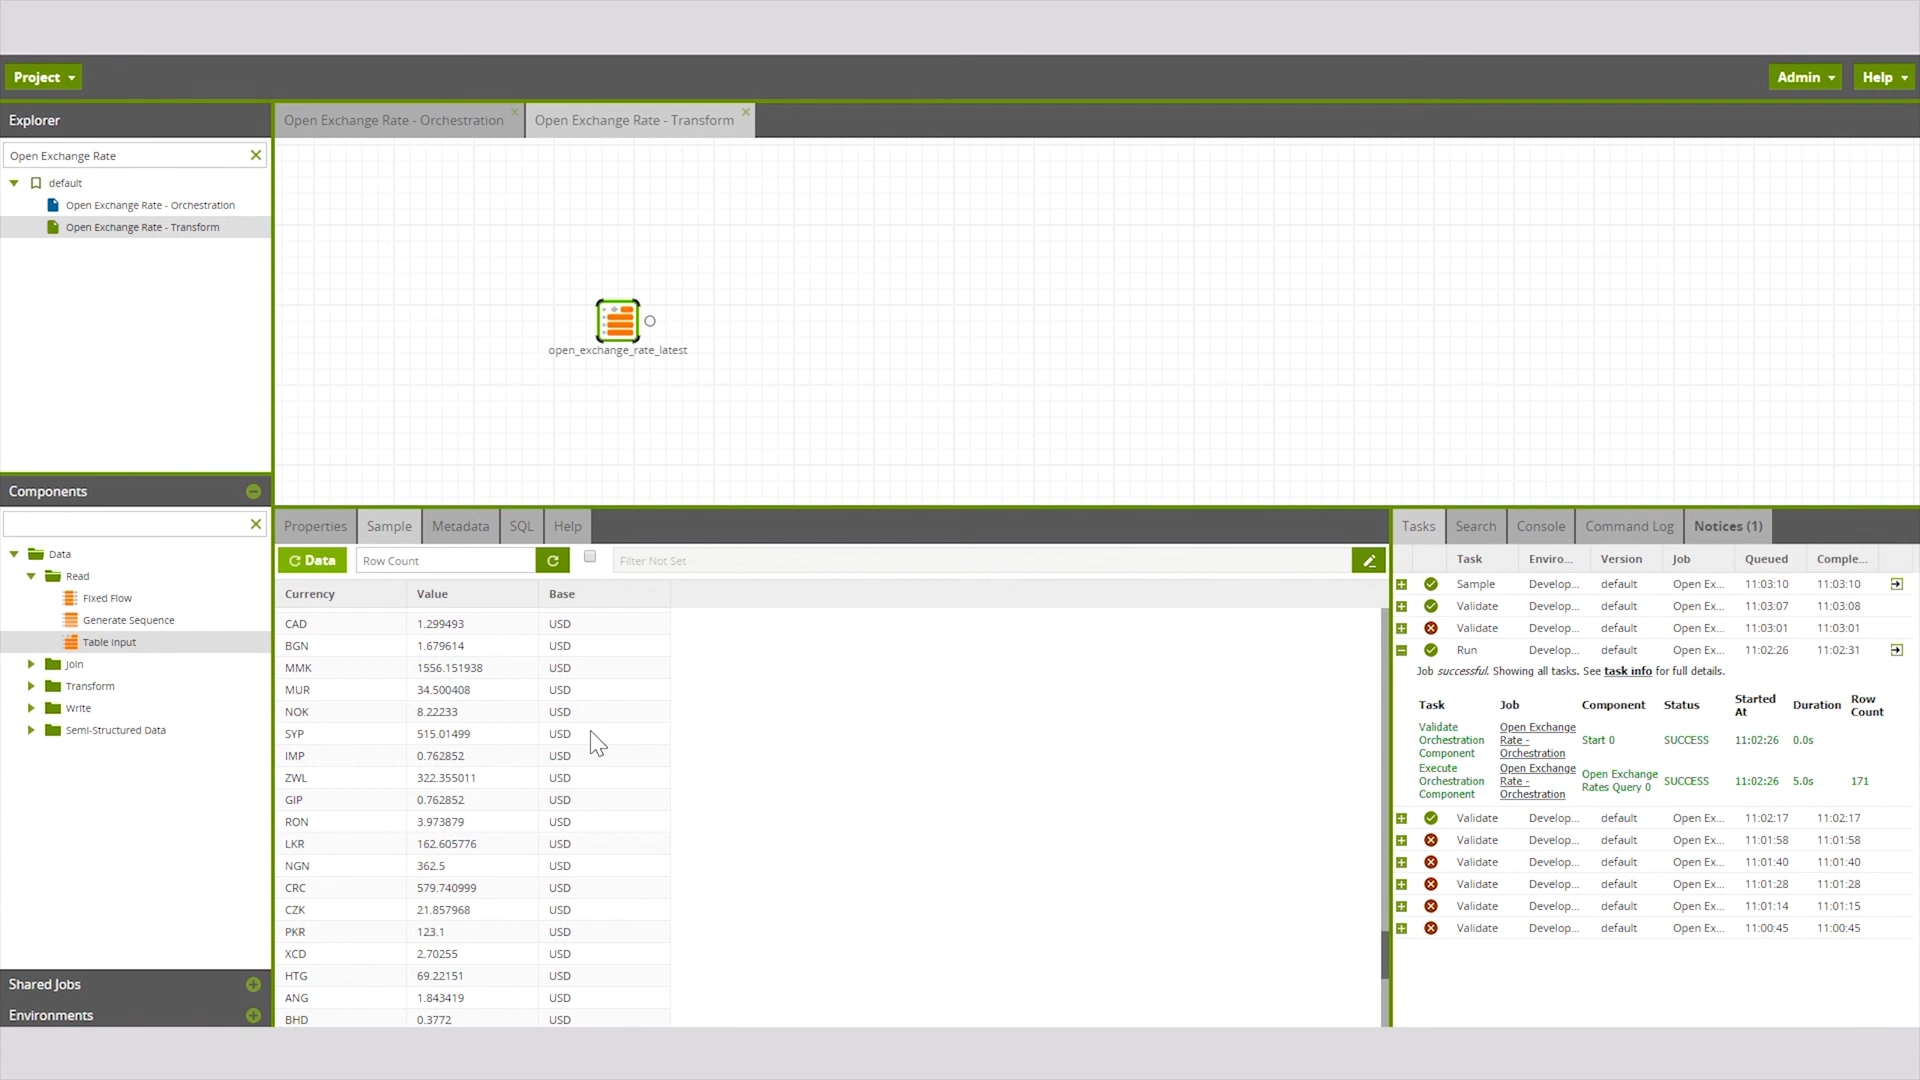 Project
Admin
Help
Explorer
Open Exchange Rate - Orchestration
Open Exchange Rate - Transform
Open Exchange Rate
default
Open Exchange Rate - Orchestration
Open Exchange Rate - Transform
open_exchange_rate_latest
Components
Data
Read
Fixed Flow
Generate Sequence
Table Input
Join
Transform
Write
Semi-Structured Data
Shared Jobs
Environments
Properties
Sample
Metadata
SQL
Help
Data
Row Count
Filter Not Set
Currency Value Base
CAD 1.299493 USD
BGN 1.679614 USD
MMK 1556.151938 USD
MUR 34.500408 USD
NOK 8.22233 USD
SYP 515.01499 USD
IMP 0.762852 USD
ZWL 322.355011 USD
GIP 0.762852 USD
RON 3.973879 USD
LKR 162.605776 USD
NGN 362.5 USD
CRC 579.740999 USD
CZK 21.857968 USD
PKR 123.1 USD
XCD 2.70255 USD
HTG 69.22151 USD
ANG 1.843419 USD
BHD 0.3772 USD
Tasks
Search
Console
Command Log
Notices (1)
Task Enviro... Version Job Queued Comple...
Sample Develop... default Open Ex... 11:03:10 11:03:10
Validate Develop... default Open Ex... 11:03:07 11:03:08
Validate Develop... default Open Ex... 11:03:01 11:03:01
Run Develop... default Open Ex... 11:02:26 11:02:31
Job successful. Showing all tasks. See task info for full details.
Task Job Component Status Started At Duration Row Count
Validate Orchestration Component Open Exchange Rate - Orchestration Start 0 SUCCESS 11:02:26 0.0s
Execute Orchestration Component Open Exchange Rate - Orchestration Open Exchange Rates Query 0 SUCCESS 11:02:26 5.0s 171
Validate Develop... default Open Ex... 11:02:17 11:02:17
Validate Develop... default Open Ex... 11:01:58 11:01:58
Validate Develop... default Open Ex... 11:01:40 11:01:40
Validate Develop... default Open Ex... 11:01:28 11:01:28
Validate Develop... default Open Ex... 11:01:14 11:01:15
Validate Develop... default Open Ex... 11:00:45 11:00:45